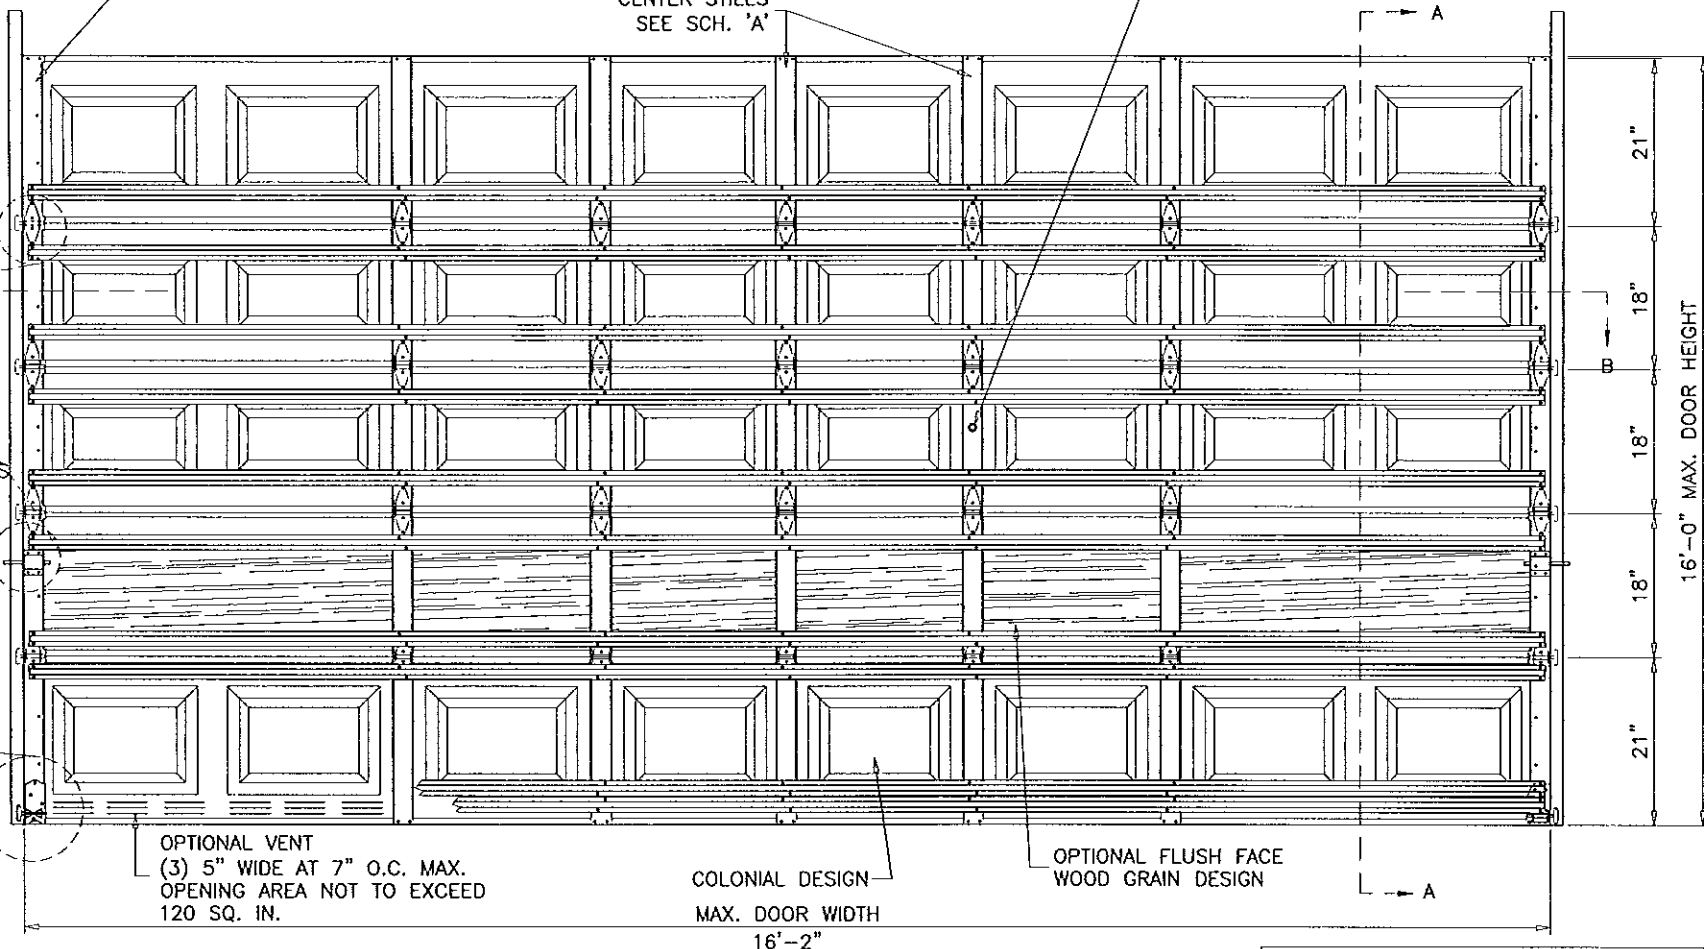 CENTER STILES
SEE SCH. 'A'
A
21"
18"
B
18"
18"
21"
16'-0" MAX. DOOR HEIGHT
OPTIONAL VENT
(3) 5" WIDE AT 7" O.C. MAX.
OPENING AREA NOT TO EXCEED
120 SQ. IN.
COLONIAL DESIGN
OPTIONAL FLUSH FACE
WOOD GRAIN DESIGN
A
MAX. DOOR WIDTH
16'-2"